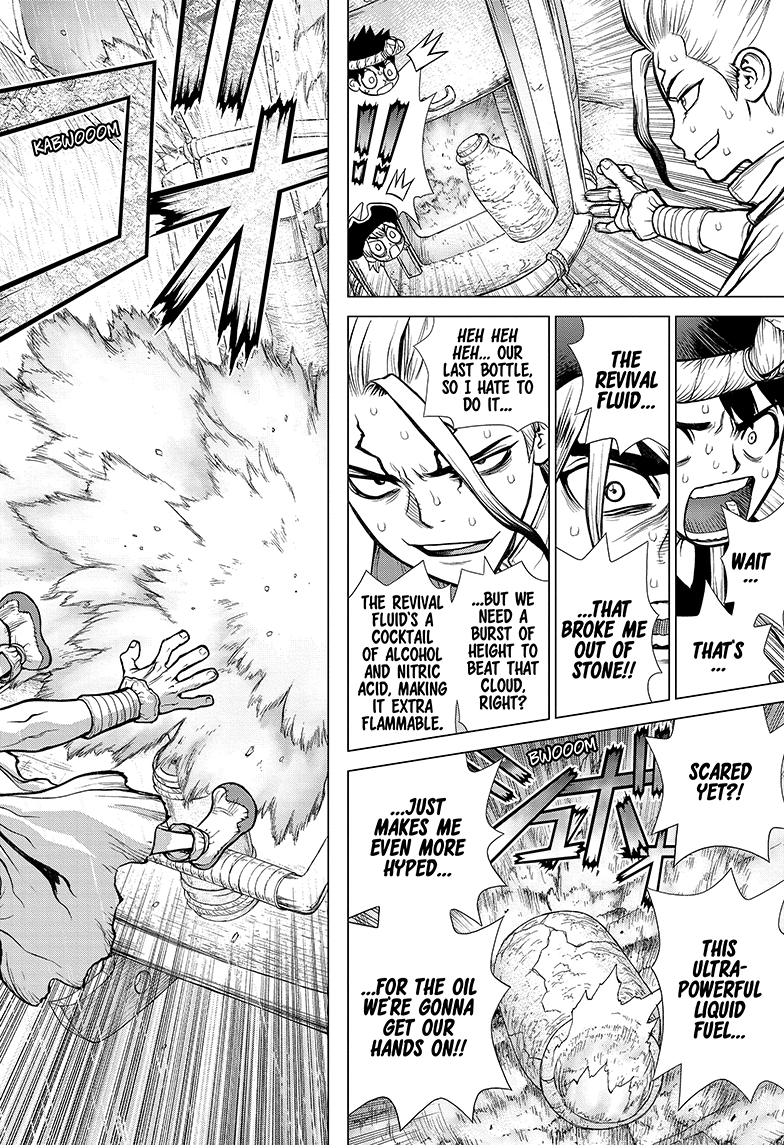 WAIT
...
THAT'S
...
THE
REVIVAL
FLUID...
...THAT
BROKE ME
OUT OF
STONE!!
HEH HEH
HEH... OUR
LAST BOTTLE,
SO I HATE TO
DO IT...
...BUT WE
NEED A
BURST OF
HEIGHT TO
BEAT THAT
CLOUD,
RIGHT?
THE REVIVAL
FLUID'S A
COCKTAIL
OF ALCOHOL
AND NITRIC
ACID, MAKING
IT EXTRA
FLAMMABLE.
SCARED
YET?!
BWOOOM
ボッ
THIS
ULTRA-
POWERFUL
LIQUID
FUEL...
...JUST
MAKES ME
EVEN MORE
HYPED...
...FOR THE OIL
WE'RE GONNA
GET OUR
HANDS ON!!
KABWOOOM